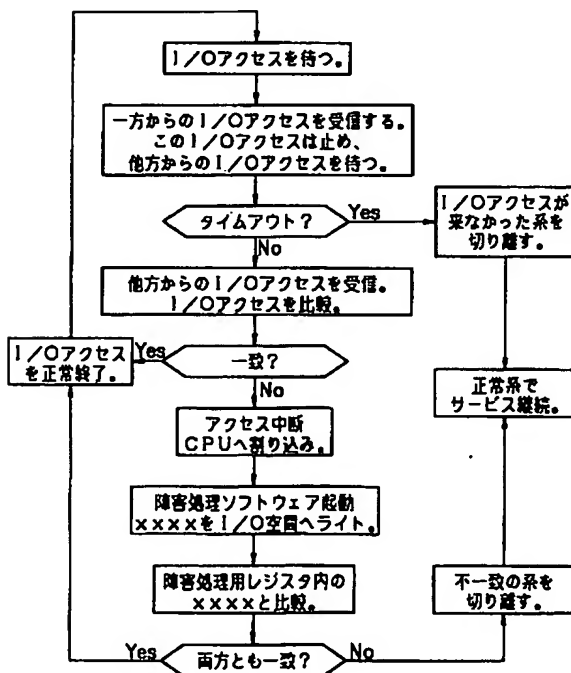 I/Oアクセスを待つ。
一方からのI/Oアクセスを受信する。
このI/Oアクセスは止め、
他方からのI/Oアクセスを待つ。
タイムアウト?
Yes
I/Oアクセスが
来なかった系を
切り離す。
No
他方からのI/Oアクセスを受信。
I/Oアクセスを比較。
I/Oアクセス
を正常終了。
Yes
一致?
No
正常系で
サービス継続。
アクセス中断
CPUへ割り込み。
障害処理ソフトウェア起動
××××をI/O空間へライト。
障害処理用レジスタ内の
××××と比較。
不一致の系を
切り離す。
Yes
両方とも一致?
No